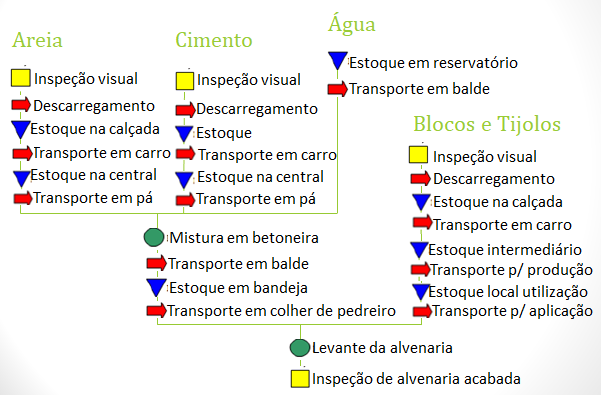 Areia
Inspeção visual
Descarregamento
Estoque na calçada
Transporte em carro
Estoque na central
Transporte em pá
Cimento
Inspeção visual
Descarregamento
Estoque
Transporte em carro
Estoque na central
Transporte em pá
Água
Estoque em reservatório
Transporte em balde
Mistura em betoneira
Transporte em balde
Estoque em bandeja
Transporte em colher de pedreiro
Blocos e Tijolos
Inspeção visual
Descarregamento
Estoque na calçada
Transporte em carro
Estoque intermediário
Transporte p/ produção
Estoque local utilização
Transporte p/ aplicação
Levante da alvenaria
Inspeção de alvenaria acabada